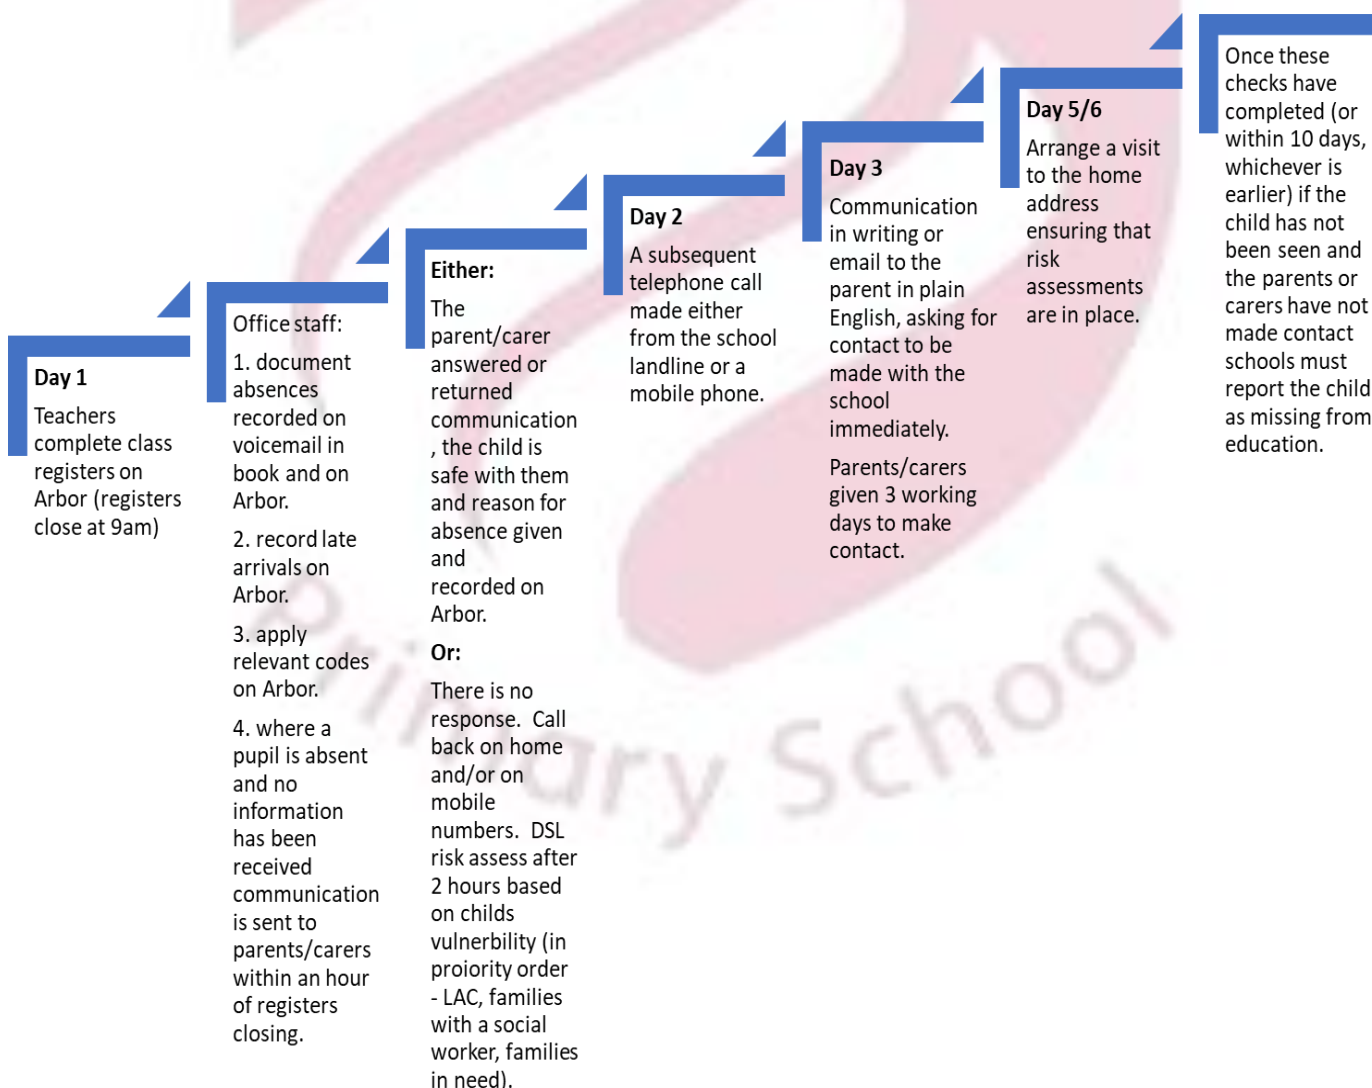 Day 1
Teachers
complete class
registers on
Arbor (registers
close at 9am)
Office staff:
1. document
absences
recorded on
voicemail in
book and on
Arbor.
2. record late
arrivals on
Arbor.
3. apply
relevant codes
on Arbor.
4. where a
pupil is absent
and no
information
has been
received
communication
is sent to
parents/carers
within an hour
of registers
closing.
Either:
The
parent/carer
answered or
returned
communication
, the child is
safe with them
and reason for
absence given
and
recorded on
Arbor.
Or:
There is no
response. Call
back on home
and/or on
mobile
numbers. DSL
risk assess after
2 hours based
on childs
vulnerbility (in
proiority order
- LAC, families
with a social
worker, families
in need).
Day 2
A subsequent
telephone call
made either
from the school
landline or a
mobile phone.
Day 3
Communication
in writing or
email to the
parent in plain
English, asking for
contact to be
made with the
school
immediately.
Parents/carers
given 3 working
days to make
contact.
Day 5/6
Arrange a visit
to the home
address
ensuring that
risk
assessments
are in place.
Once these
checks have
completed (or
within 10 days,
whichever is
earlier) if the
child has not
been seen and
the parents or
carers have not
made contact
schools must
report the child
as missing from
education.
Primary School